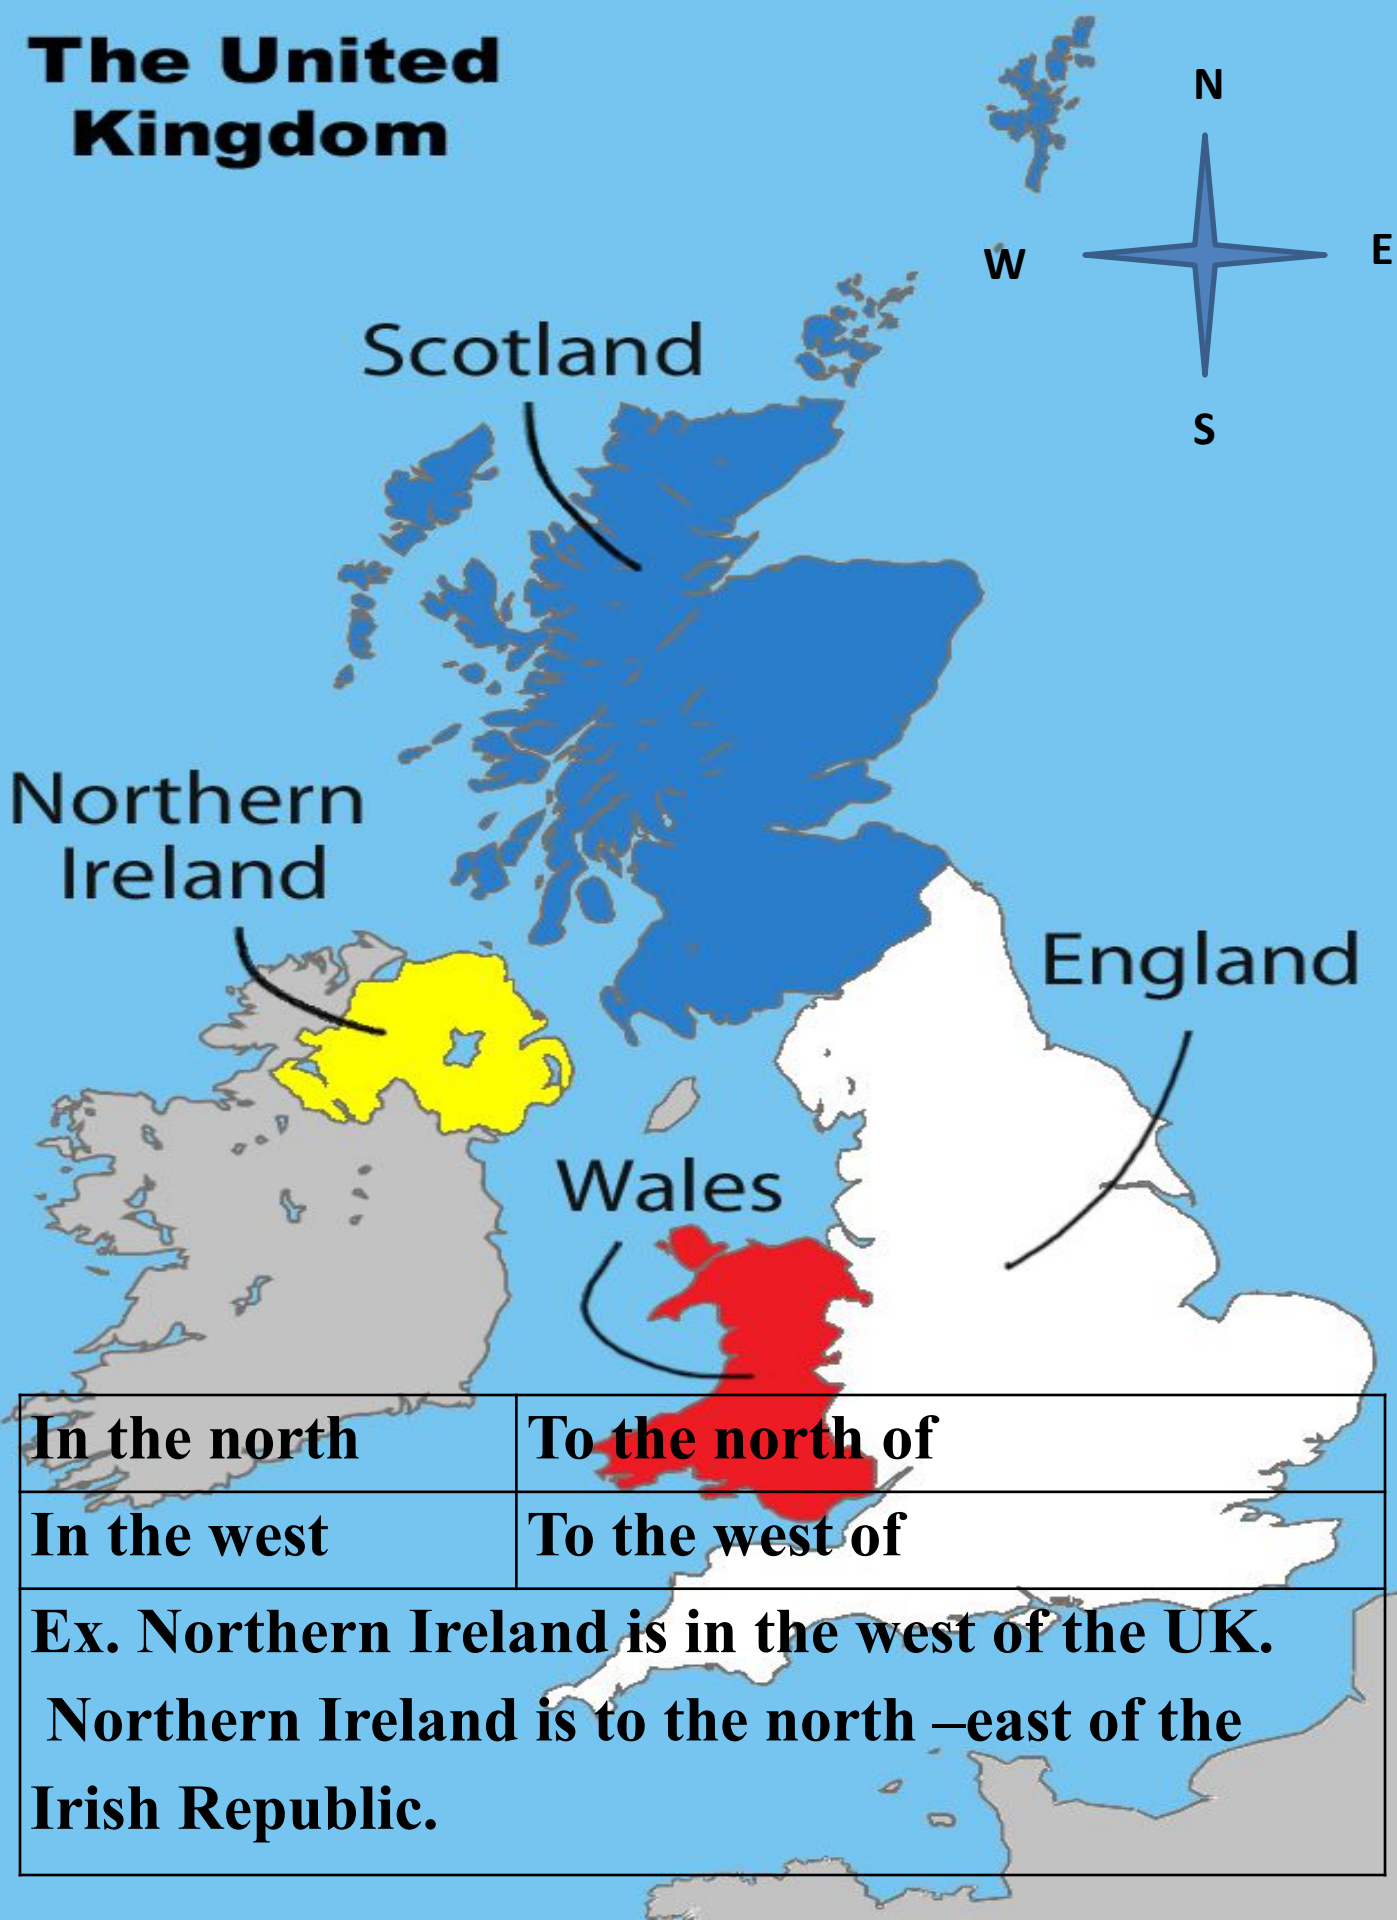 The United
Kingdom
N
W
E
S
Scotland
Northern
Ireland
England
Wales
In the north
To the north of
In the west
To the west of
Ex. Northern Ireland is in the west of the UK.
Northern Ireland is to the north –east of the
Irish Republic.